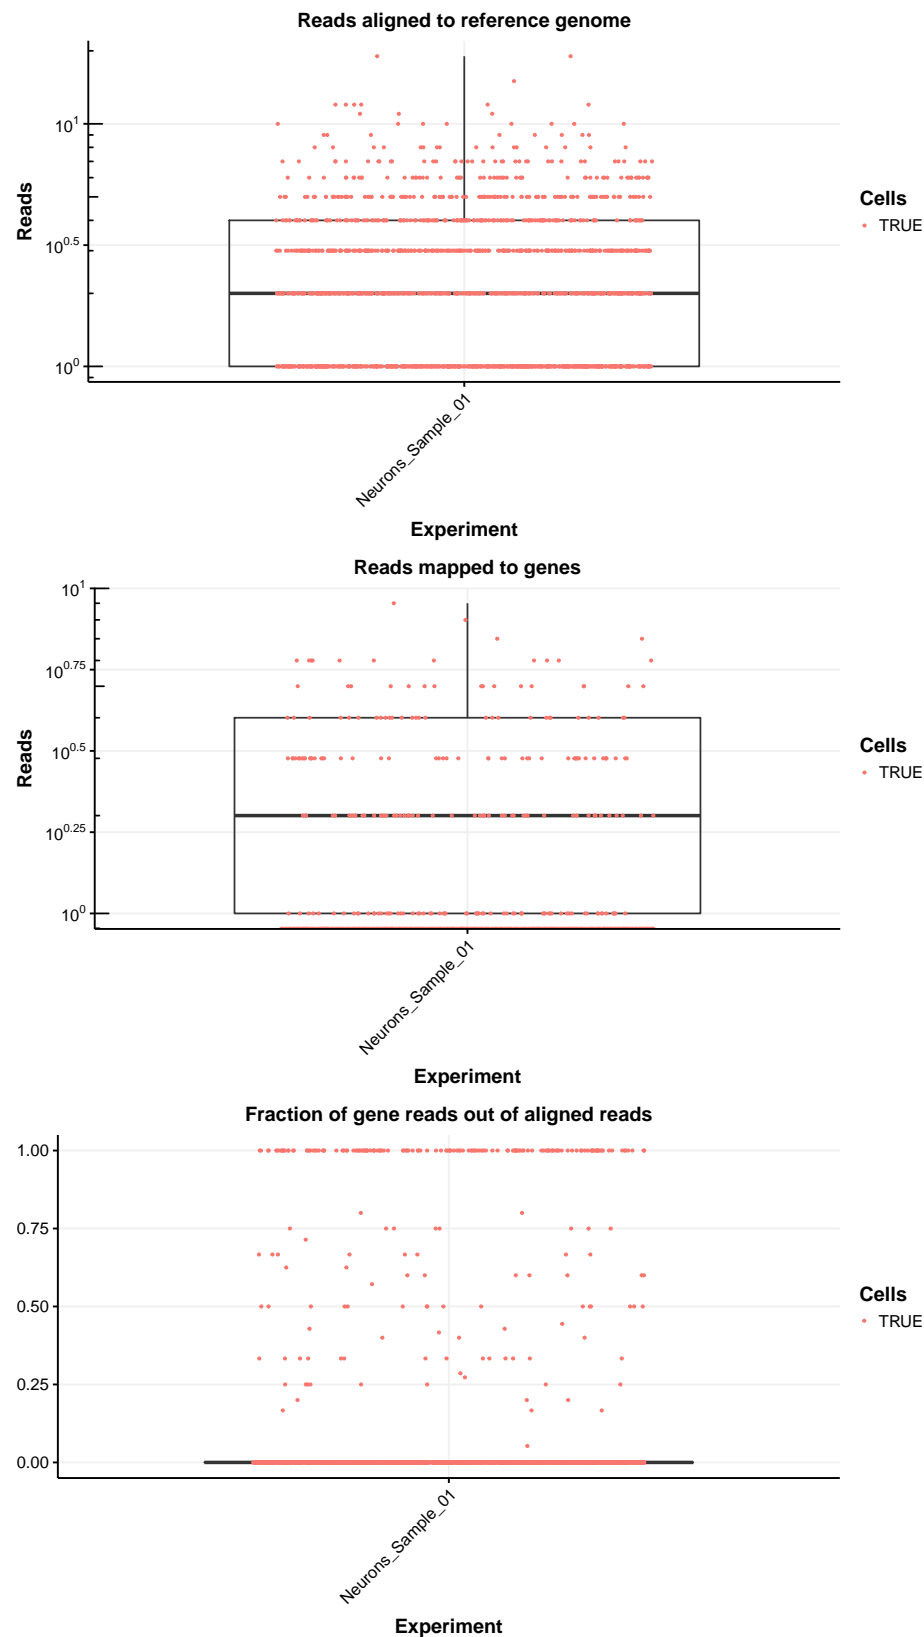 Reads aligned to reference genome
10^1
10^0.5
10^0
Reads
Neurons_Sample_01
Experiment
Cells
TRUE
Reads mapped to genes
10^1
10^0.75
10^0.5
10^0.25
10^0
Reads
Neurons_Sample_01
Experiment
Cells
TRUE
Fraction of gene reads out of aligned reads
1.00
0.75
0.50
0.25
0.00
Neurons_Sample_01
Experiment
Cells
TRUE